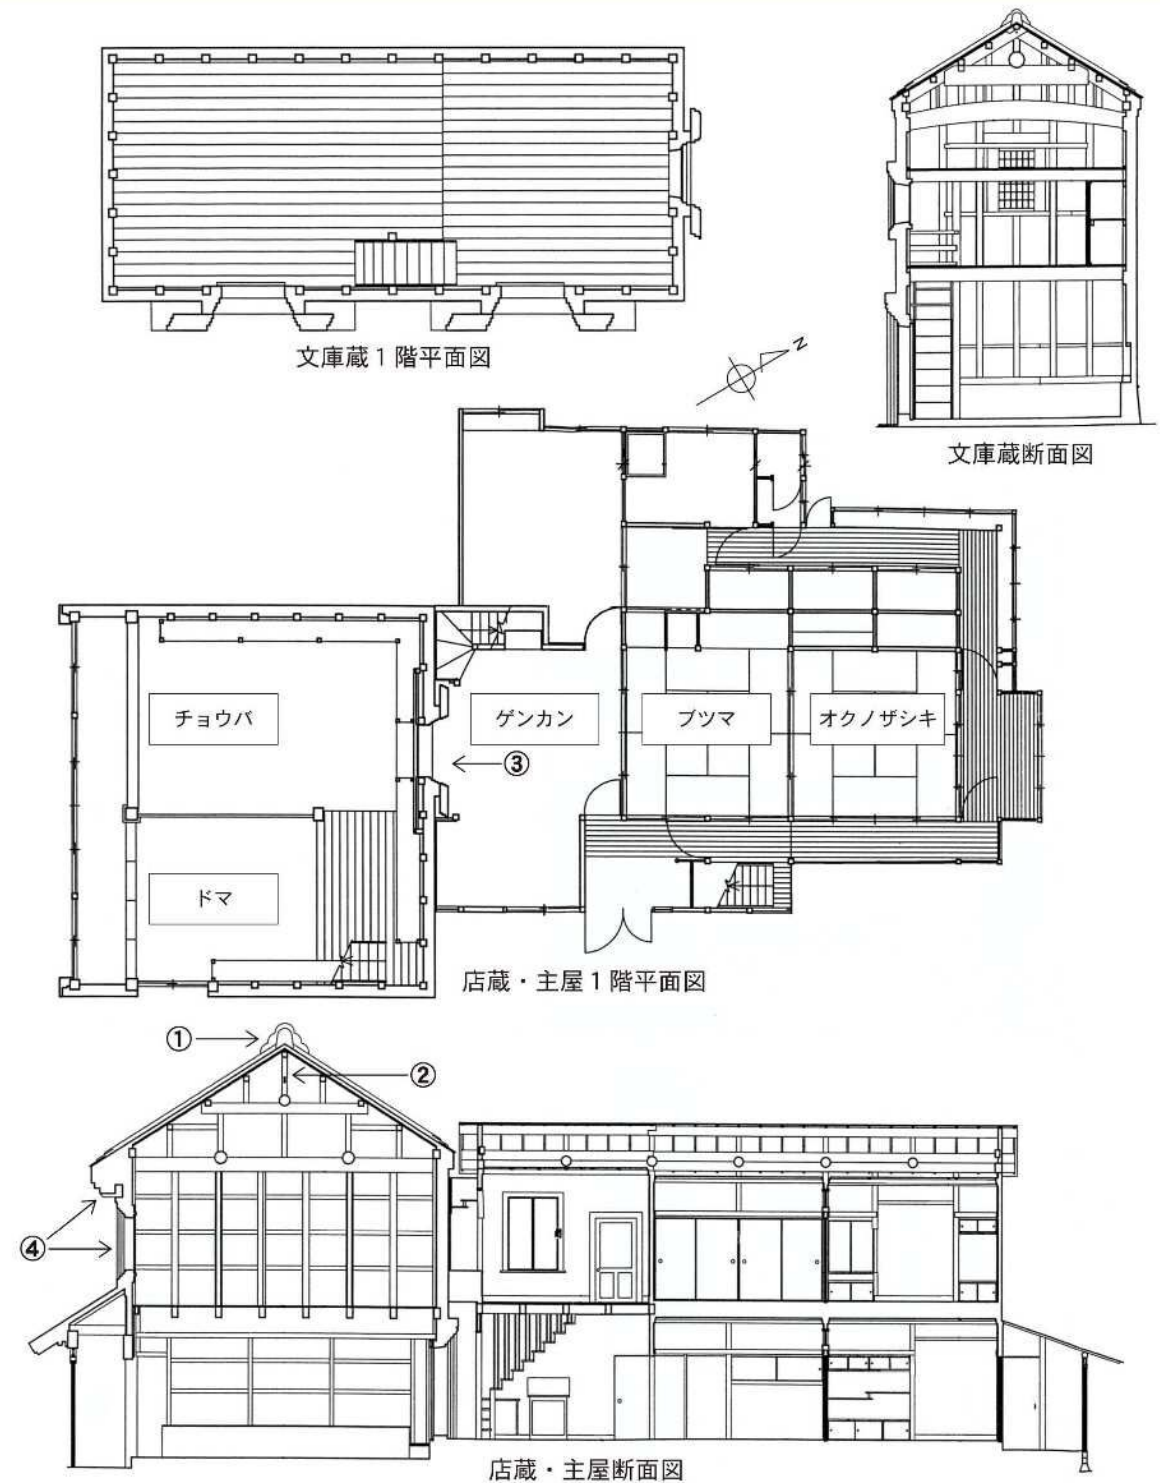 文庫蔵1階平面図
N
文庫蔵断面図
チョウバ
ゲンカン
ブツマ
オクノザシキ
③
ドマ
店蔵・主屋1階平面図
①
②
④
店蔵・主屋断面図